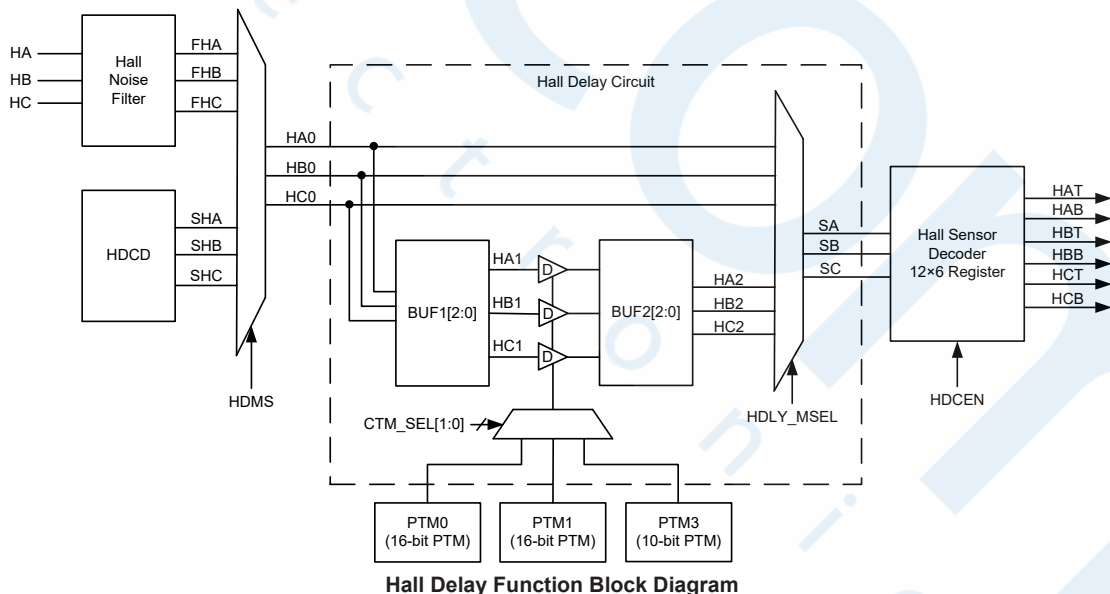 HA
HB
HC
Hall
Noise
Filter
FHA
FHB
FHC
HDCD
SHA
SHB
SHC
HDMS
HA0
HB0
HC0
Hall Delay Circuit
BUF1[2:0]
HA1
HB1
HC1
D
D
D
BUF2[2:0]
HA2
HB2
HC2
CTM_SEL[1:0]
HDLY_MSEL
SA
SB
SC
Hall Sensor
Decoder
12×6 Register
HDCEN
HAT
HAB
HBT
HBB
HCT
HCB
PTM0
(16-bit PTM)
PTM1
(16-bit PTM)
PTM3
(10-bit PTM)
Hall Delay Function Block Diagram